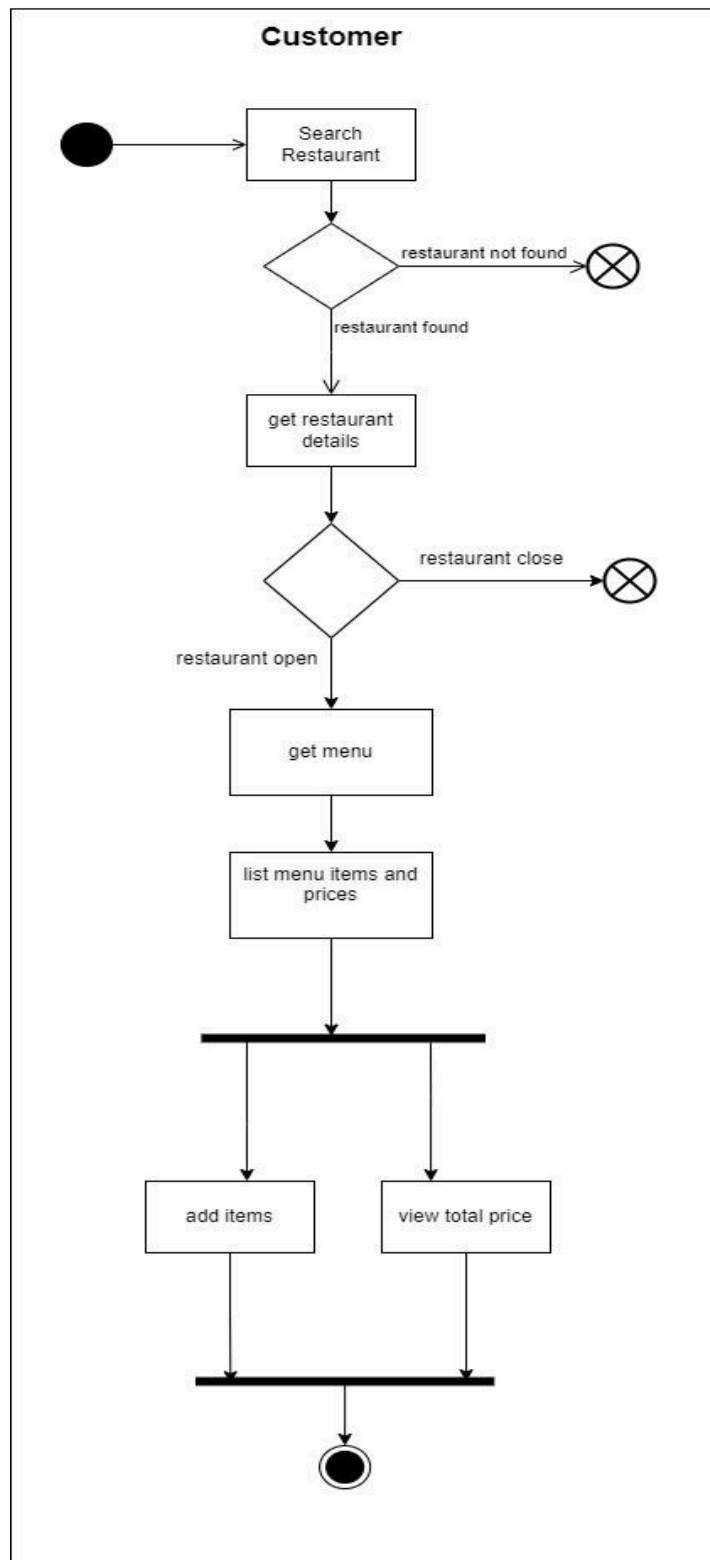 Customer
Search
Restaurant
restaurant not found
restaurant found
get restaurant
details
restaurant close
restaurant open
get menu
list menu items and
prices
add items
view total price